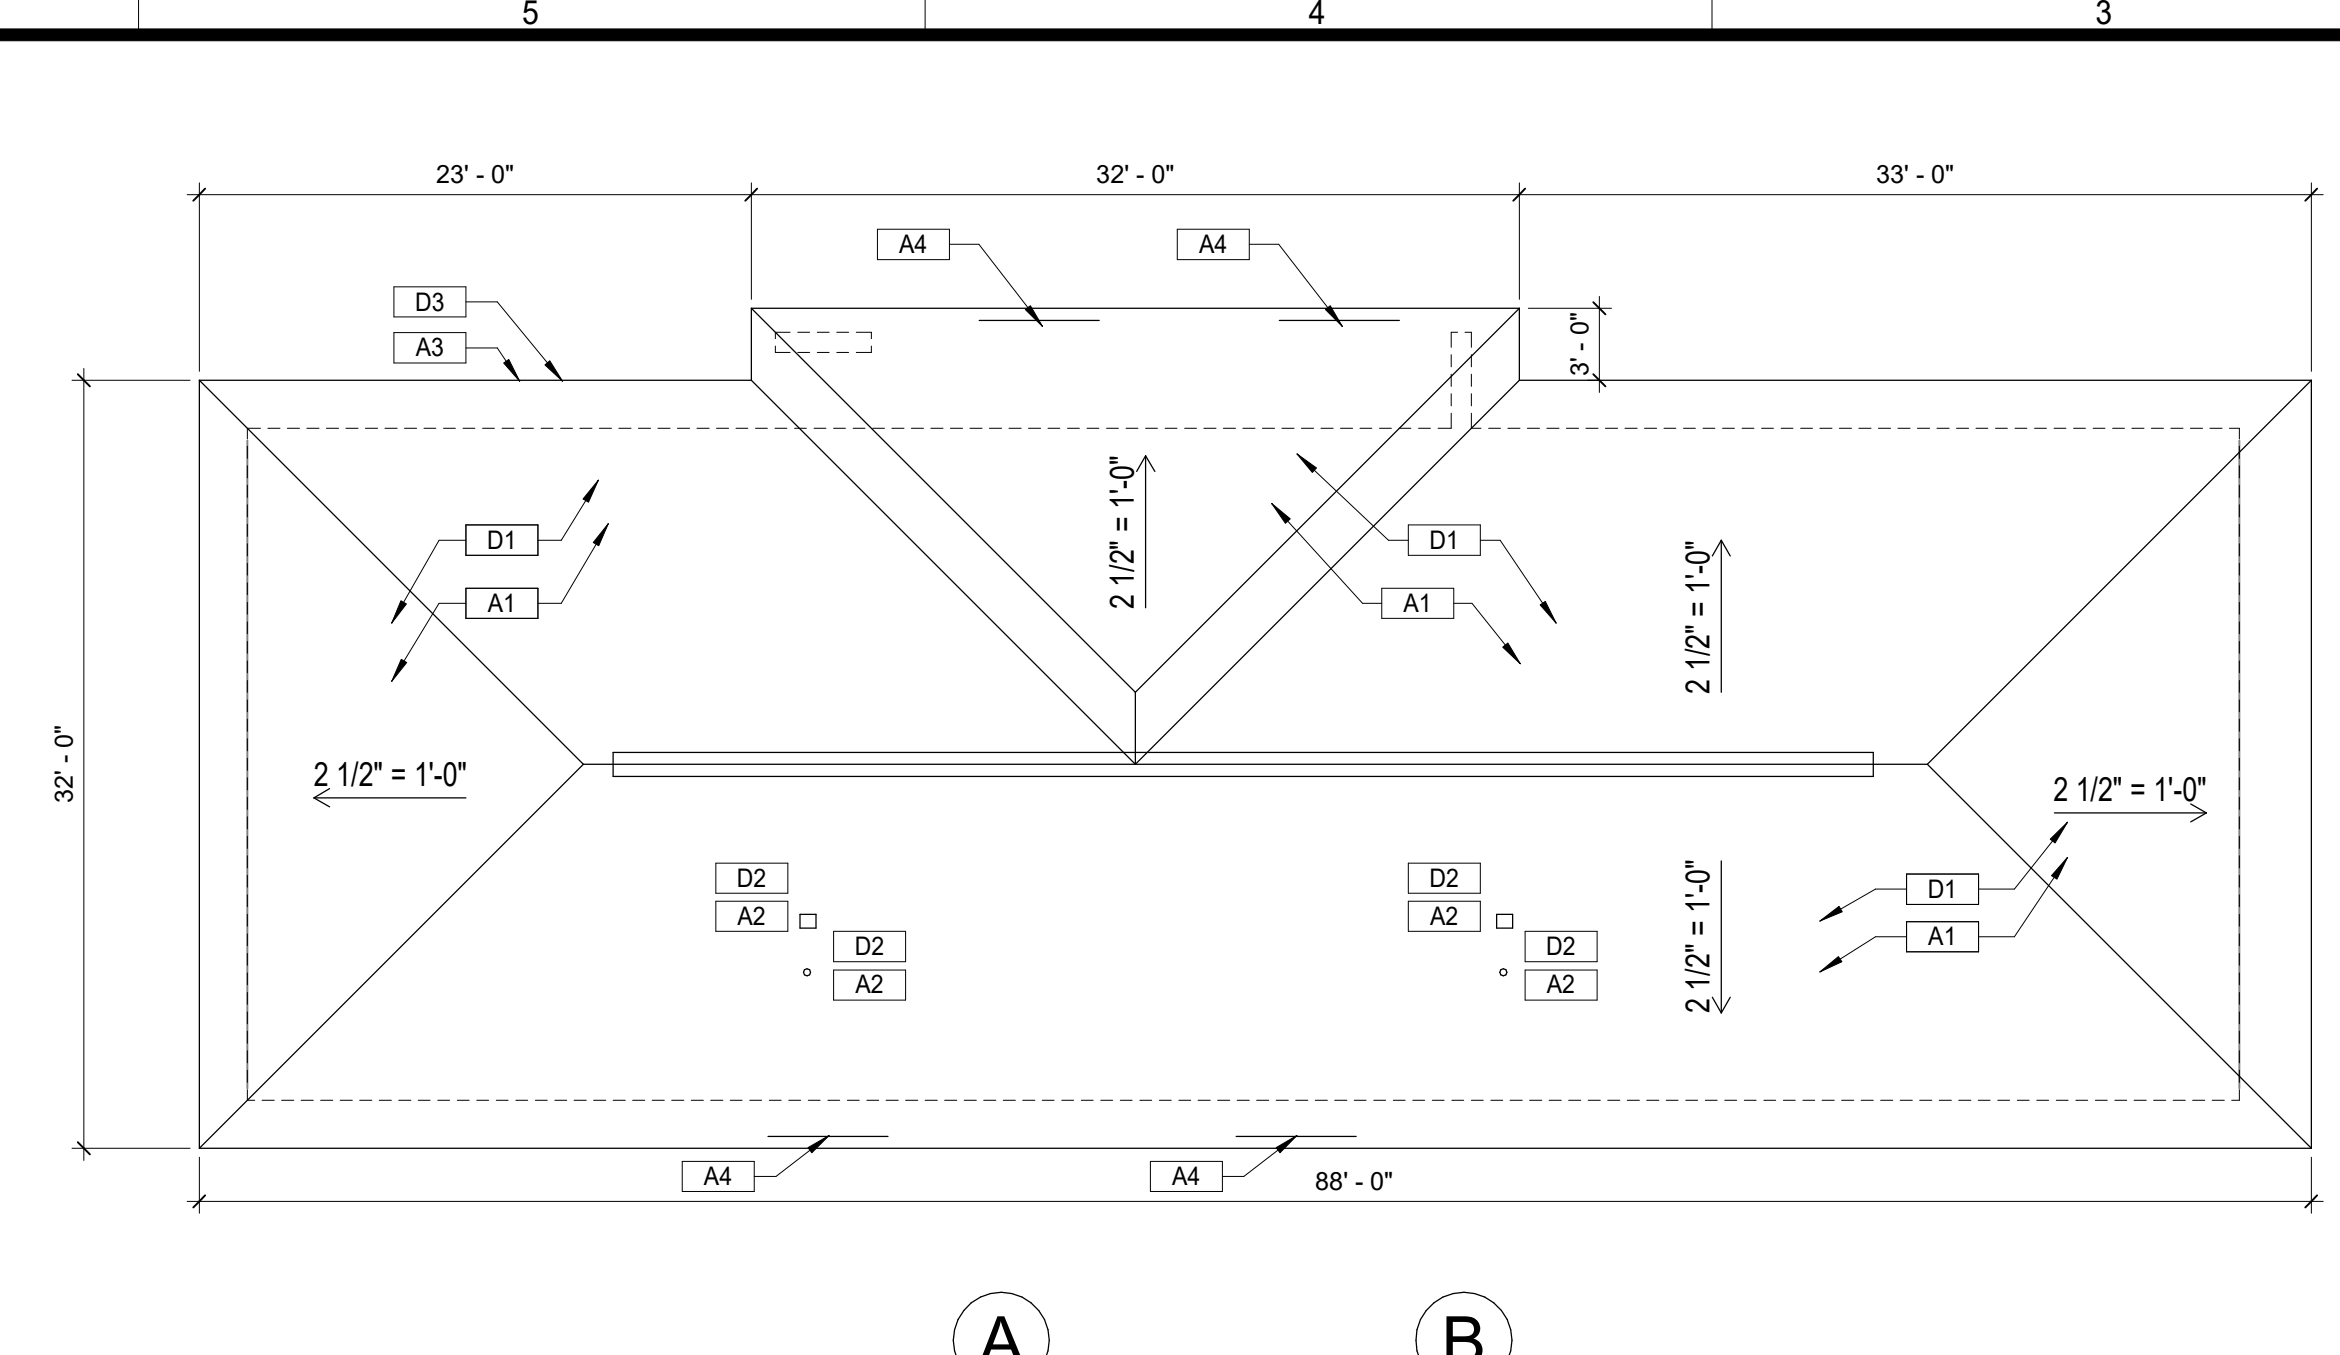 5 4 3
23' - 0" 32' - 0" 33' - 0"
A4 A4
D3
A3
3' - 0"
D1 D1
A1 A1
2 1/2" = 1'-0"
2 1/2" = 1'-0"
32' - 0"
2 1/2" = 1'-0"
2 1/2" = 1'-0"
D2 D2
A2 A2
D2 D2
A2 A2
2 1/2" = 1'-0"
D1
A1
A4 A4
88' - 0"
A B